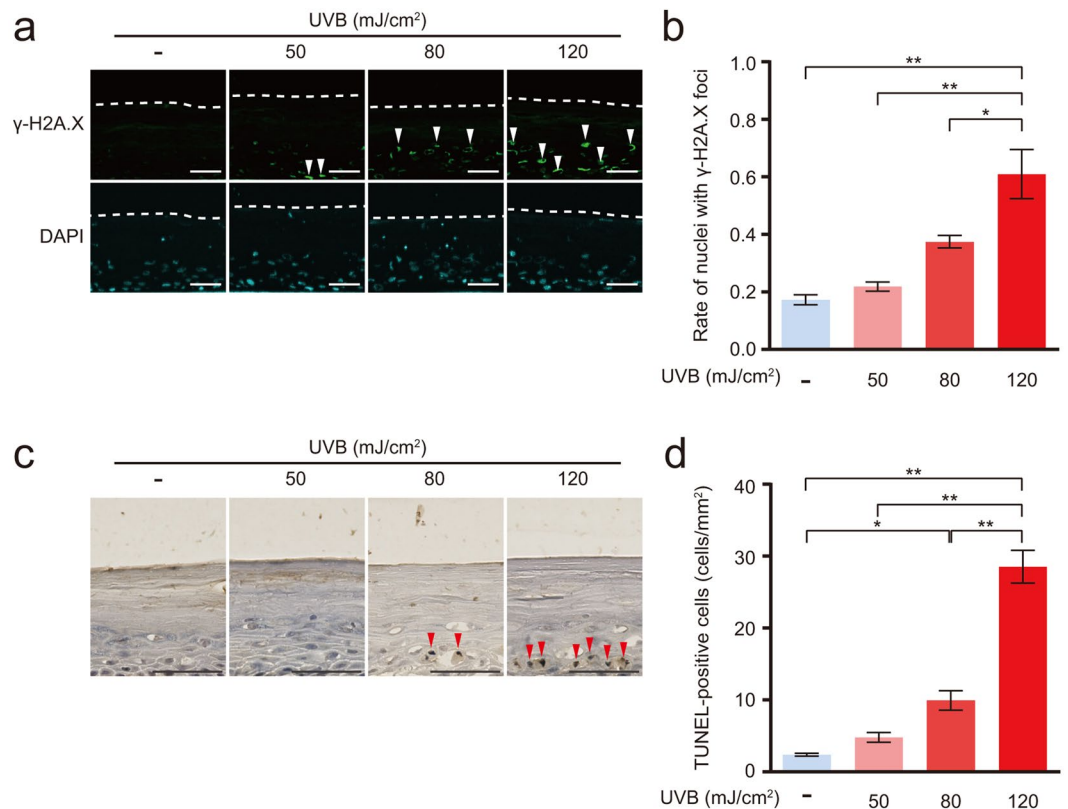 a
UVB (mJ/cm²)
- 50 80 120
γ-H2A.X
DAPI
b
Rate of nuclei with γ-H2A.X foci
1.0
0.8
0.6
0.4
0.2
0.0
**
**
*
UVB (mJ/cm²) - 50 80 120
c
UVB (mJ/cm²)
- 50 80 120
d
TUNEL-positive cells (cells/mm²)
40
30
20
10
0
**
**
* **
UVB (mJ/cm²) - 50 80 120